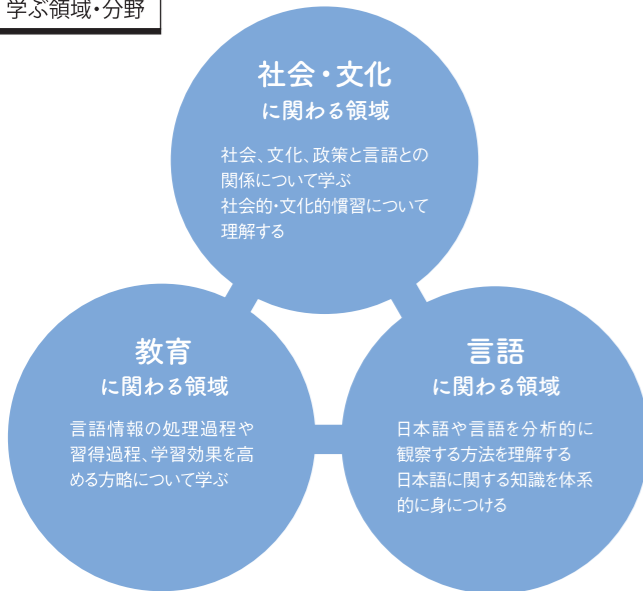 学ぶ領域・分野
社会・文化
に関わる領域
社会、文化、政策と言語との
関係について学ぶ
社会的・文化的慣習について
理解する
教育
に関わる領域
言語情報の処理過程や
習得過程、学習効果を高
める方略について学ぶ
言語
に関わる領域
日本語や言語を分析的に
観察する方法を理解する
日本語に関する知識を体系
的に身につける